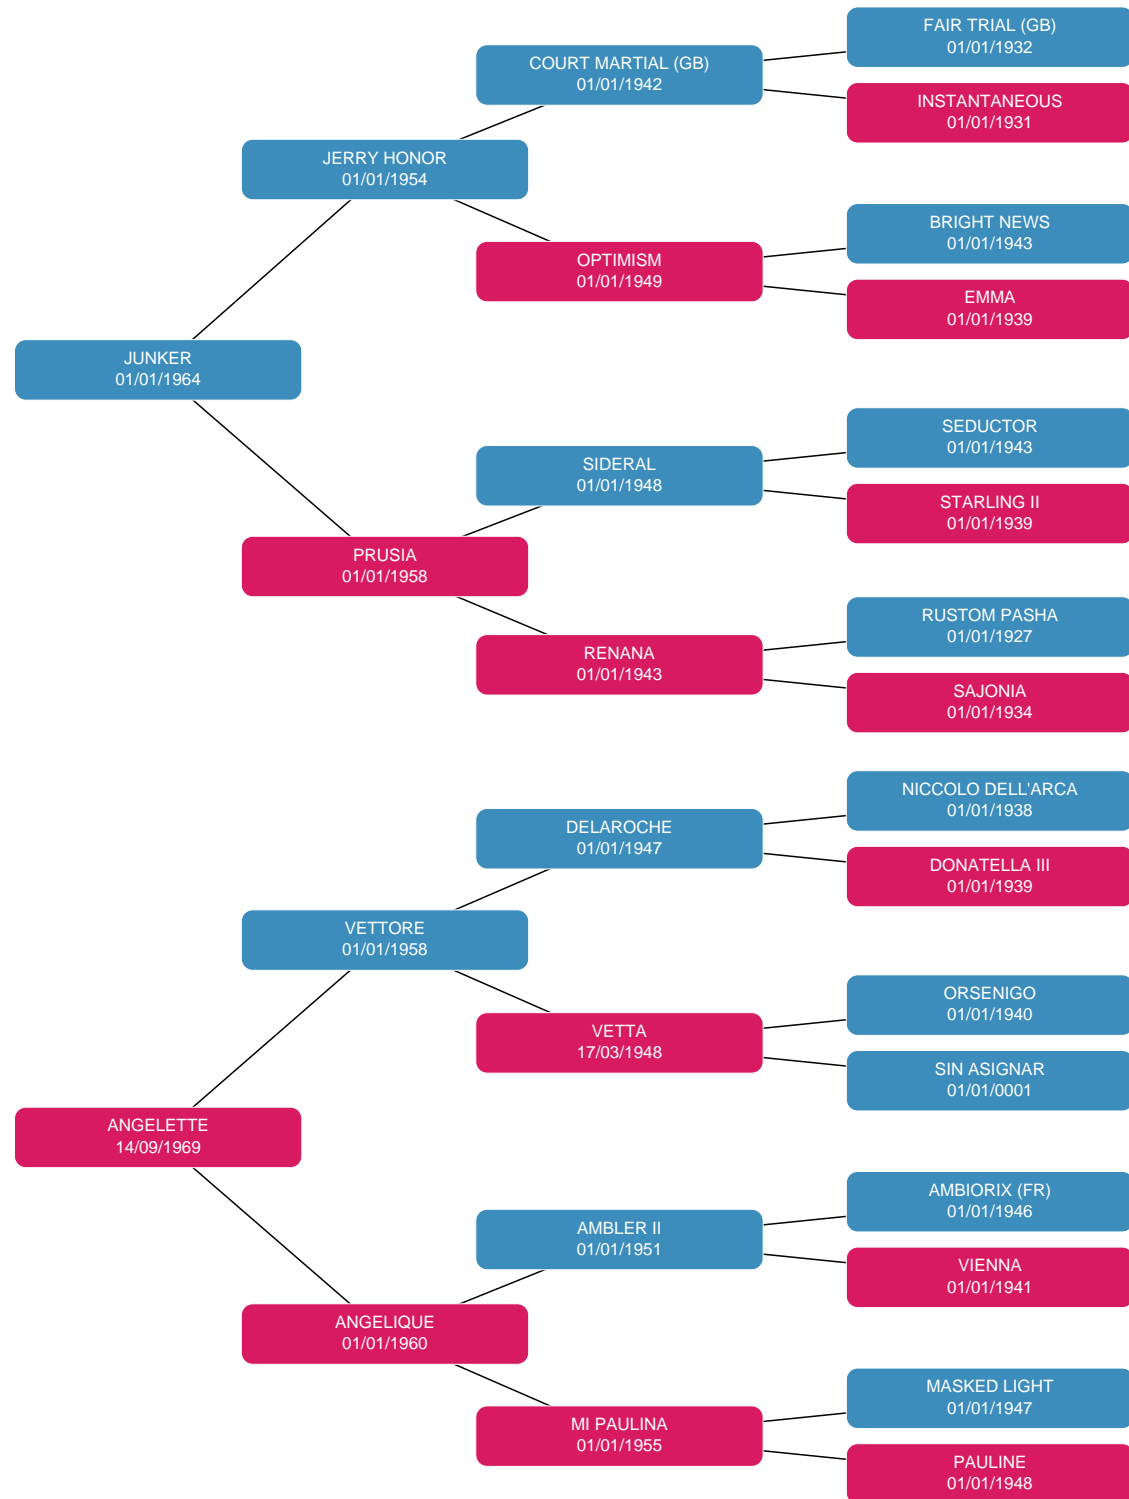 FAIR TRIAL (GB)
01/01/1932
COURT MARTIAL (GB)
01/01/1942
INSTANTANEOUS
01/01/1931
JERRY HONOR
01/01/1954
BRIGHT NEWS
01/01/1943
OPTIMISM
01/01/1949
EMMA
01/01/1939
JUNKER
01/01/1964
SEDUCTOR
01/01/1943
SIDERAL
01/01/1948
STARLING II
01/01/1939
PRUSIA
01/01/1958
RUSTOM PASHA
01/01/1927
RENANA
01/01/1943
SAJONIA
01/01/1934
NICCOLO DELL'ARCA
01/01/1938
DELAROCHE
01/01/1947
DONATELLA III
01/01/1939
VETTORE
01/01/1958
ORSENIGO
01/01/1940
VETTA
17/03/1948
SIN ASIGNAR
01/01/0001
ANGELETTE
14/09/1969
AMBIORIX (FR)
01/01/1946
AMBLER II
01/01/1951
VIENNA
01/01/1941
ANGELIQUE
01/01/1960
MASKED LIGHT
01/01/1947
MI PAULINA
01/01/1955
PAULINE
01/01/1948